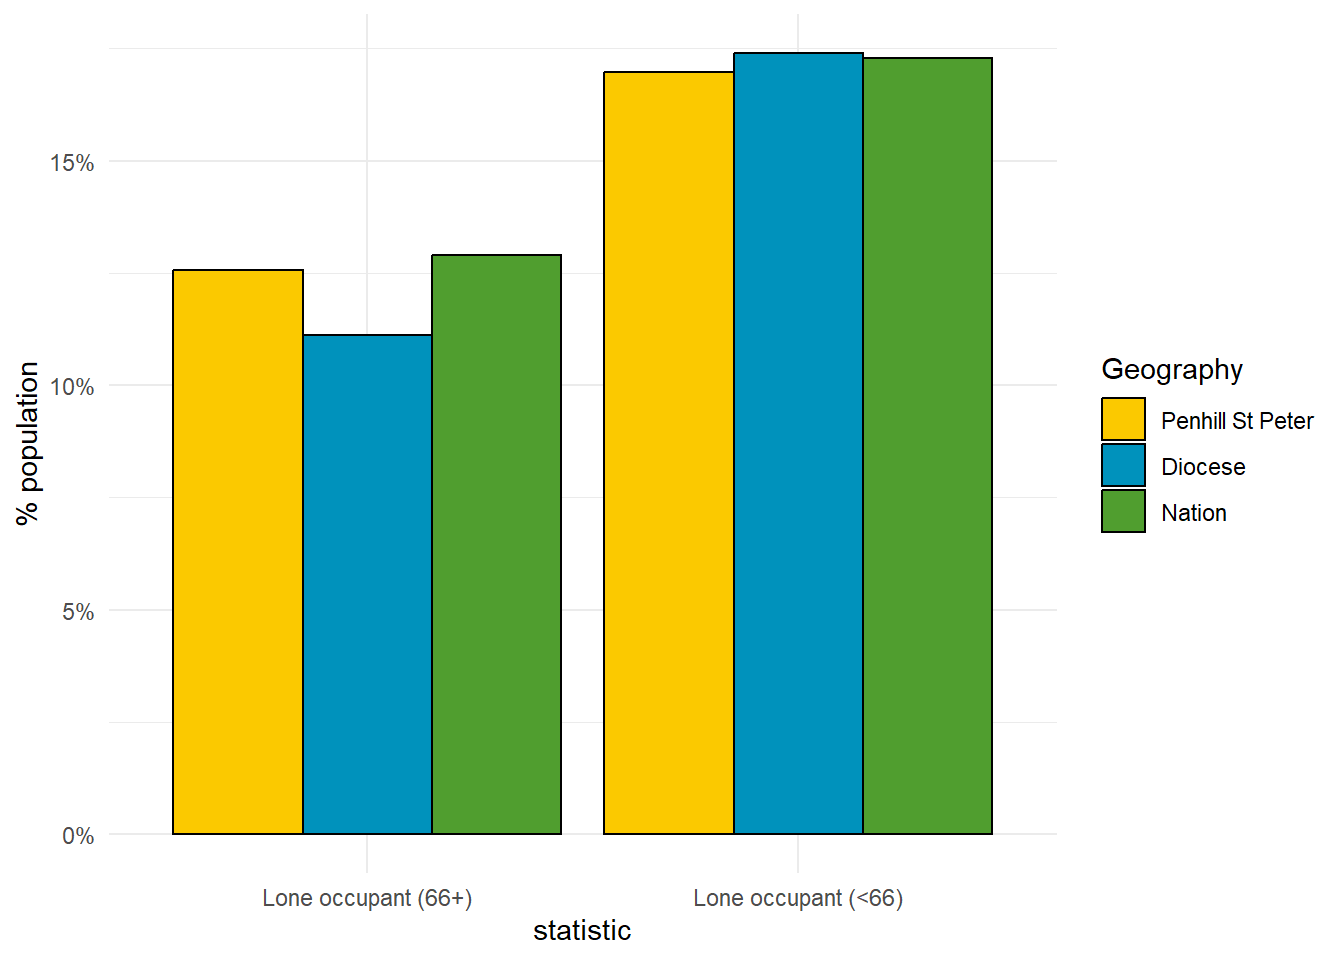 15%
10%
5%
0%
% population
Lone occupant (66+)
Lone occupant (<66)
statistic
Geography
Penhill St Peter
Diocese
Nation